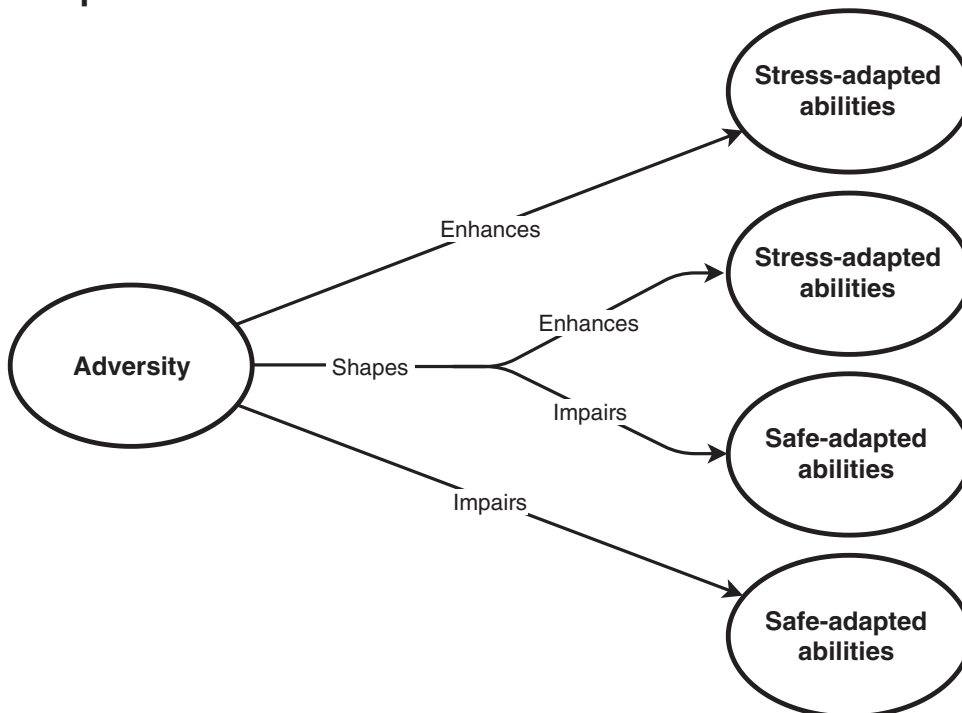 Stress-adapted
abilities
Enhances
Stress-adapted
abilities
Enhances
Adversity
Shapes
Impairs
Safe-adapted
abilities
Impairs
Safe-adapted
abilities